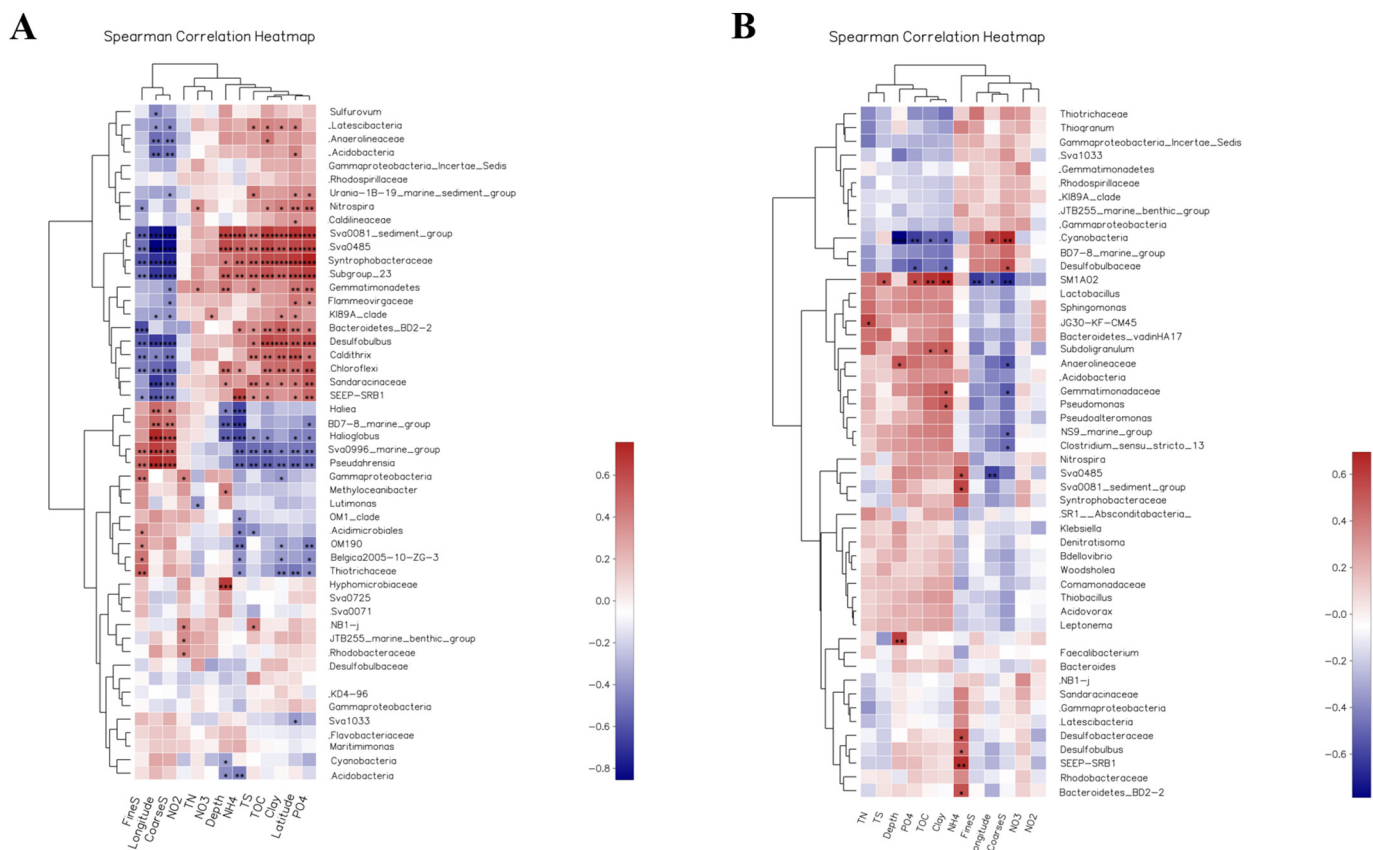 A
Spearman Correlation Heatmap
Sulfurovum
.Latescibacteria
.Anaerolineaceae
.Acidobacteria
Gammaproteobacteria_Incertae_Sedis
.Rhodospirillaceae
Urania-1B-19_marine_sediment_group
Nitrospira
Caldilineaceae
Sva0081_sediment_group
Sva0485
Syntrophobacteraceae
Subgroup_23
Gemmatimonadetes
Flammeovirgaceae
KI89A_clade
Bacteroidetes_BD2-2
Desulfobulbus
Caldithrix
.Chloroflexi
Sandaracinaceae
SEEP-SRB1
Haliea
BD7-8_marine_group
Halioglobus
Sva0996_marine_group
Pseudahrensia
Gammaproteobacteria
Methyloceanibacter
Lutimonas
OM1_clade
.Acidimicrobiales
OM190
Belgica2005-10-ZG-3
Thiotrichaceae
Hyphomicrobiaceae
Sva0725
.Sva0071
.NB1-j
JTB255_marine_benthic_group
.Rhodobacteraceae
Desulfobulbaceae
.KD4-96
Gammaproteobacteria
Sva1033
.Flavobacteriaceae
Maritimimonas
Cyanobacteria
.Acidobacteria
FineS
Longitude
CoarseS
NO2
TN
NO3
Depth
NH4
TS
TOC
Clay
Latitude
PO4
0.6
0.4
0.2
0.0
−0.2
−0.4
−0.6
−0.8
B
Spearman Correlation Heatmap
Thiotrichaceae
Thiogranum
Gammaproteobacteria_Incertae_Sedis
.Sva1033
.Gemmatimonadetes
.Rhodospirillaceae
.KI89A_clade
.JTB255_marine_benthic_group
.Gammaproteobacteria
.Cyanobacteria
BD7-8_marine_group
Desulfobulbaceae
SM1A02
Lactobacillus
Sphingomonas
JG30-KF-CM45
Bacteroidetes_vadinHA17
Subdoligranulum
Anaerolineaceae
.Acidobacteria
Gemmatimonadaceae
Pseudomonas
Pseudoalteromonas
NS9_marine_group
Clostridium_sensu_stricto_13
Nitrospira
Sva0485
Sva0081_sediment_group
Syntrophobacteraceae
.SR1__Absconditabacteria_
Klebsiella
Denitratisoma
Bdellovibrio
Woodsholea
Comamonadaceae
Thiobacillus
Acidovorax
Leptonema
Faecalibacterium
Bacteroides
.NB1-j
Sandaracinaceae
.Gammaproteobacteria
.Latescibacteria
Desulfobacteraceae
Desulfobulbus
SEEP-SRB1
Rhodobacteraceae
Bacteroidetes_BD2-2
TN
TS
Depth
PO4
TOC
Clay
NH4
FineS
Longitude
CoarseS
NO3
NO2
0.6
0.4
0.2
0.0
−0.2
−0.4
−0.6